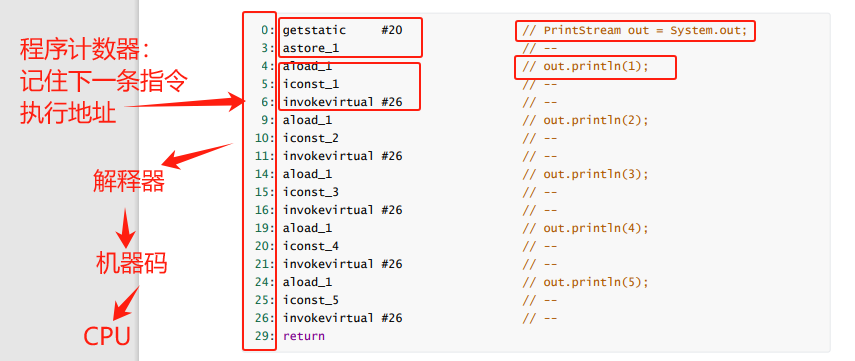 程序计数器：
记住下一条指令
执行地址
解释器
机器码
CPU
0: getstatic #20 // PrintStream out = System.out;
3: astore_1 // --
4: aload_1 // out.println(1);
5: iconst_1 // --
6: invokevirtual #26 // --
9: aload_1 // out.println(2);
10: iconst_2 // --
11: invokevirtual #26 // --
14: aload_1 // out.println(3);
15: iconst_3 // --
16: invokevirtual #26 // --
19: aload_1 // out.println(4);
20: iconst_4 // --
21: invokevirtual #26 // --
24: aload_1 // out.println(5);
25: iconst_5 // --
26: invokevirtual #26 // --
29: return